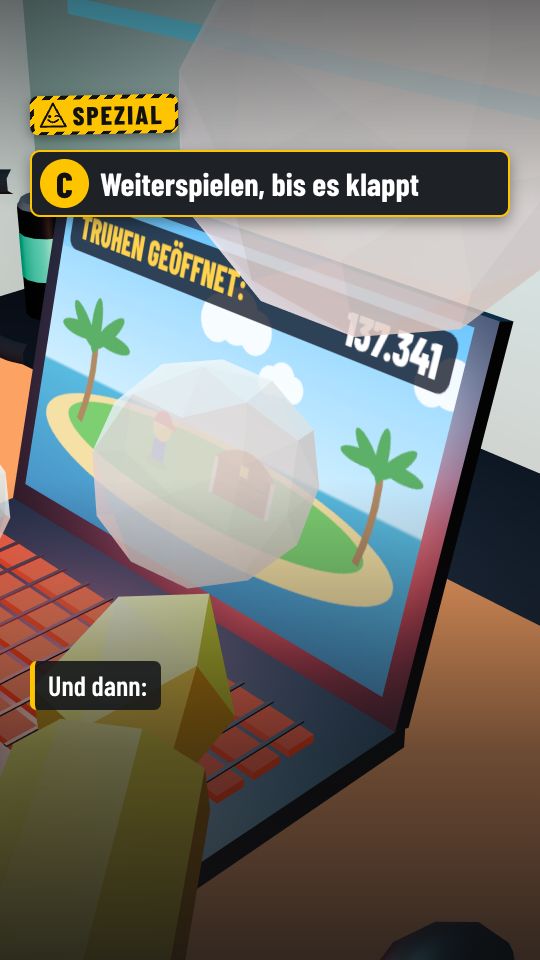 SPEZIAL
C Weiterspielen, bis es klappt
TRUHEN GEÖFFNET:
137.341
Und dann: